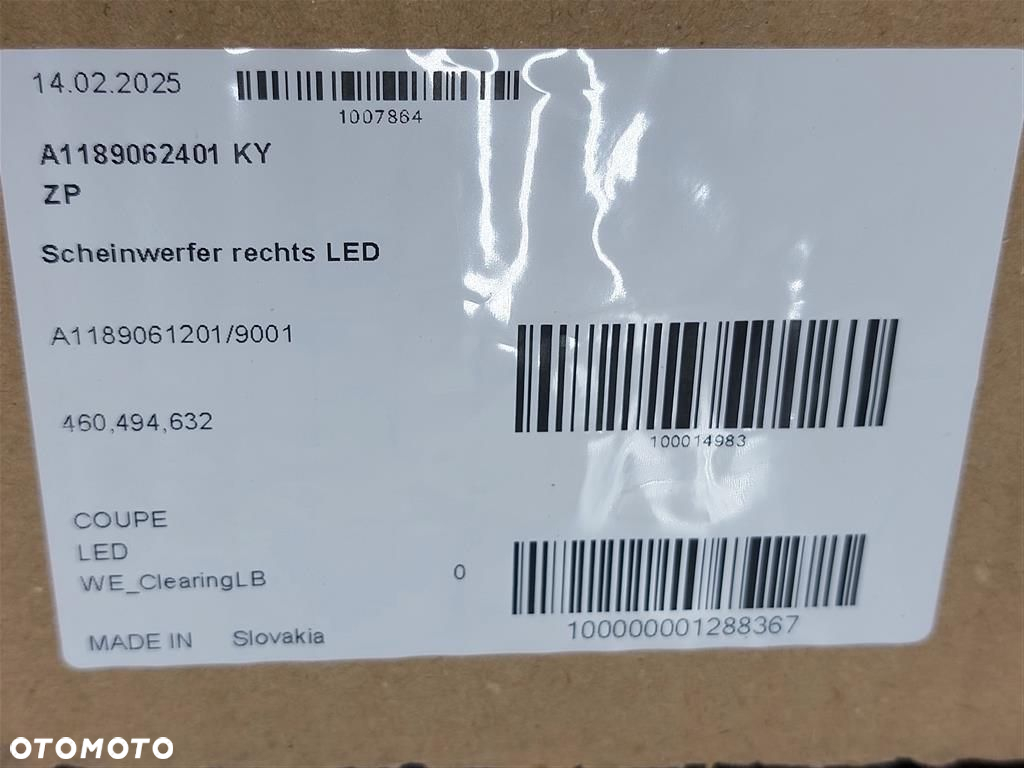 14.02.2025
1007864
A1189062401 KY
ZP
Scheinwerfer rechts LED
A1189061201/9001
460,494,632
100014983
COUPE
LED
WE_ClearingLB 0
100000001288367
MADE IN Slovakia
OTOMOTO